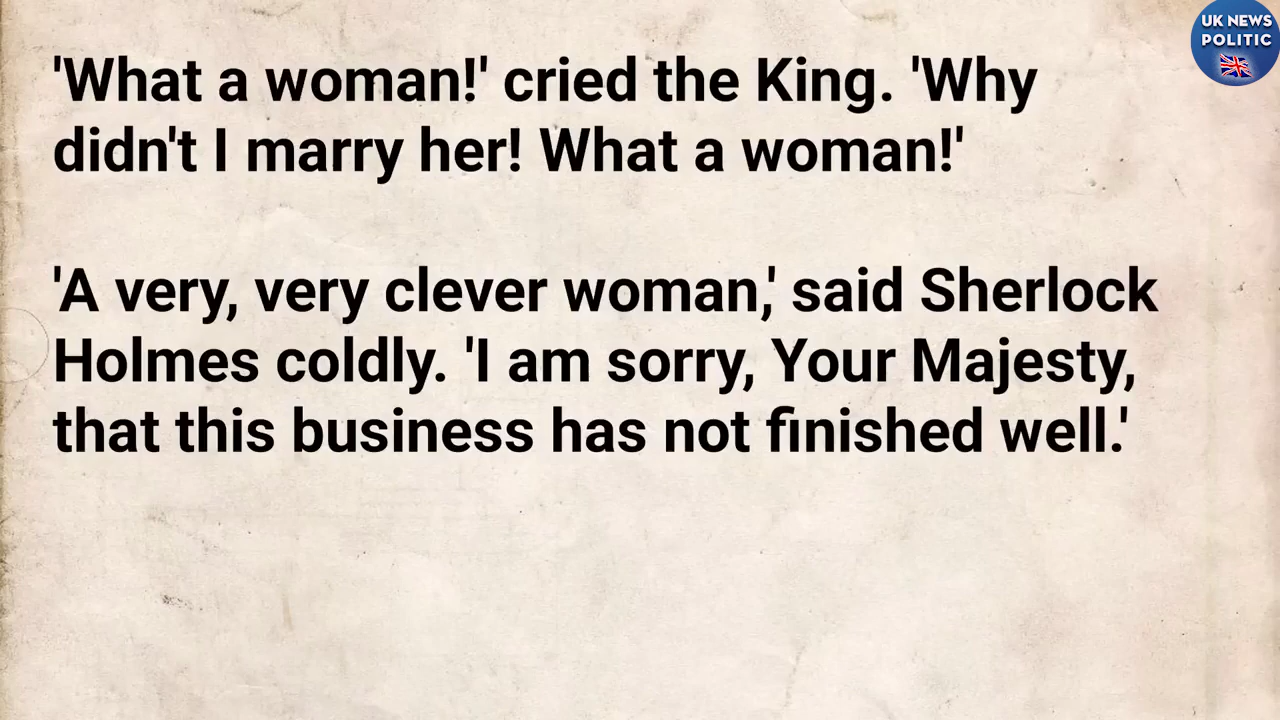 UK NEWS
POLITIC
'What a woman!' cried the King. 'Why
didn't I marry her! What a woman!'
'A very, very clever woman,' said Sherlock
Holmes coldly. 'I am sorry, Your Majesty,
that this business has not finished well.'